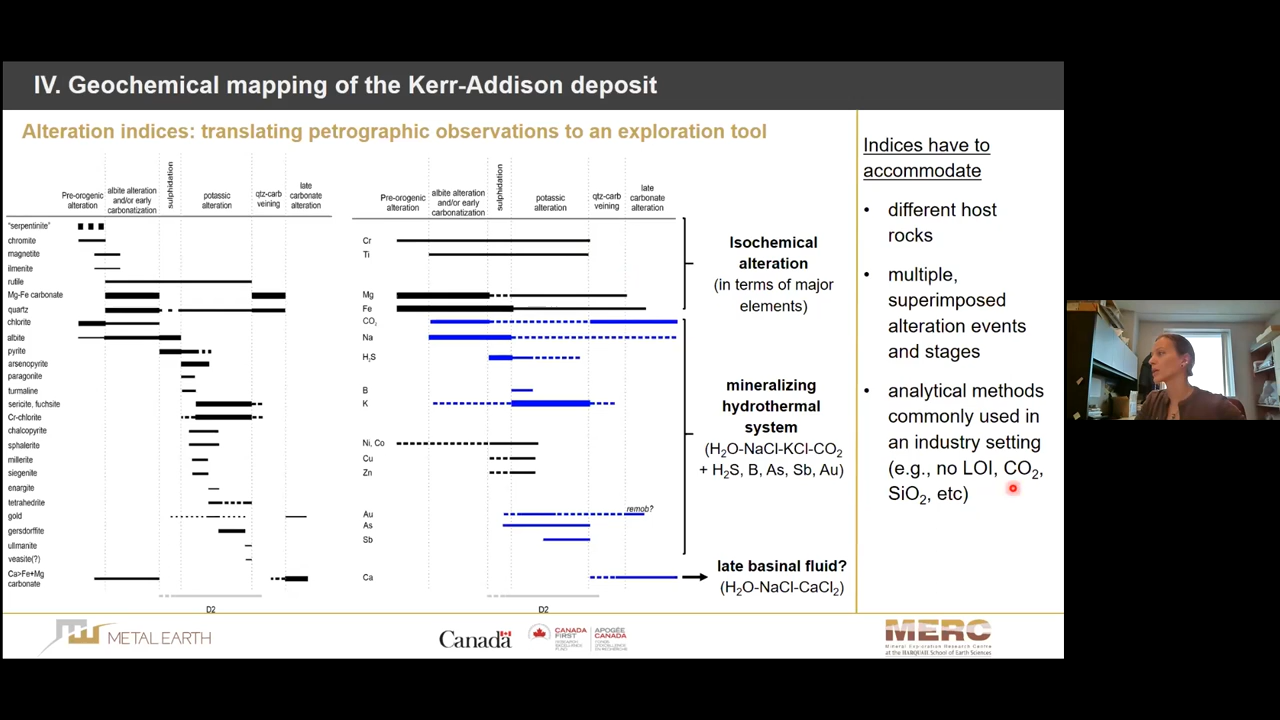 IV. Geochemical mapping of the Kerr-Addison deposit
Alteration indices: translating petrographic observations to an exploration tool
Pre-orogenic
alteration
albite alteration
and/or early
carbonatization
sulphidation
potassic
alteration
qtz-carb
veining
late
carbonate
alteration
"serpentinite"
chromite
magnetite
ilmenite
rutile
Mg-Fe carbonate
quartz
chlorite
albite
pyrite
arsenopyrite
paragonite
turmaline
sericite, fuchsite
Cr-chlorite
chalcopyrite
sphalerite
millerite
siegenite
enargite
tetrahedrite
gold
gersdorffite
ullmanite
veasite(?)
Ca>Fe+Mg
carbonate
D2
Pre-orogenic
alteration
albite alteration
and/or early
carbonatization
sulphidation
potassic
alteration
qtz-carb
veining
late
carbonate
alteration
Cr
Ti
Mg
Fe
CO₂
Na
H₂S
B
K
Ni, Co
Cu
Zn
Au
remob?
As
Sb
Ca
D2
Isochemical
alteration
(in terms of major
elements)
mineralizing
hydrothermal
system
(H₂O-NaCl-KCl-CO₂
+ H₂S, B, As, Sb, Au)
late basinal fluid?
(H₂O-NaCl-CaCl₂)
Indices have to
accommodate
• different host
rocks
• multiple,
superimposed
alteration events
and stages
• analytical methods
commonly used in
an industry setting
(e.g., no LOI, CO₂,
SiO₂, etc)
METAL EARTH
Canada
CANADA
FIRST
APOGÉE
CANADA
MERC
Mineral Exploration Research Centre
at the HARQUAIL School of Earth Sciences